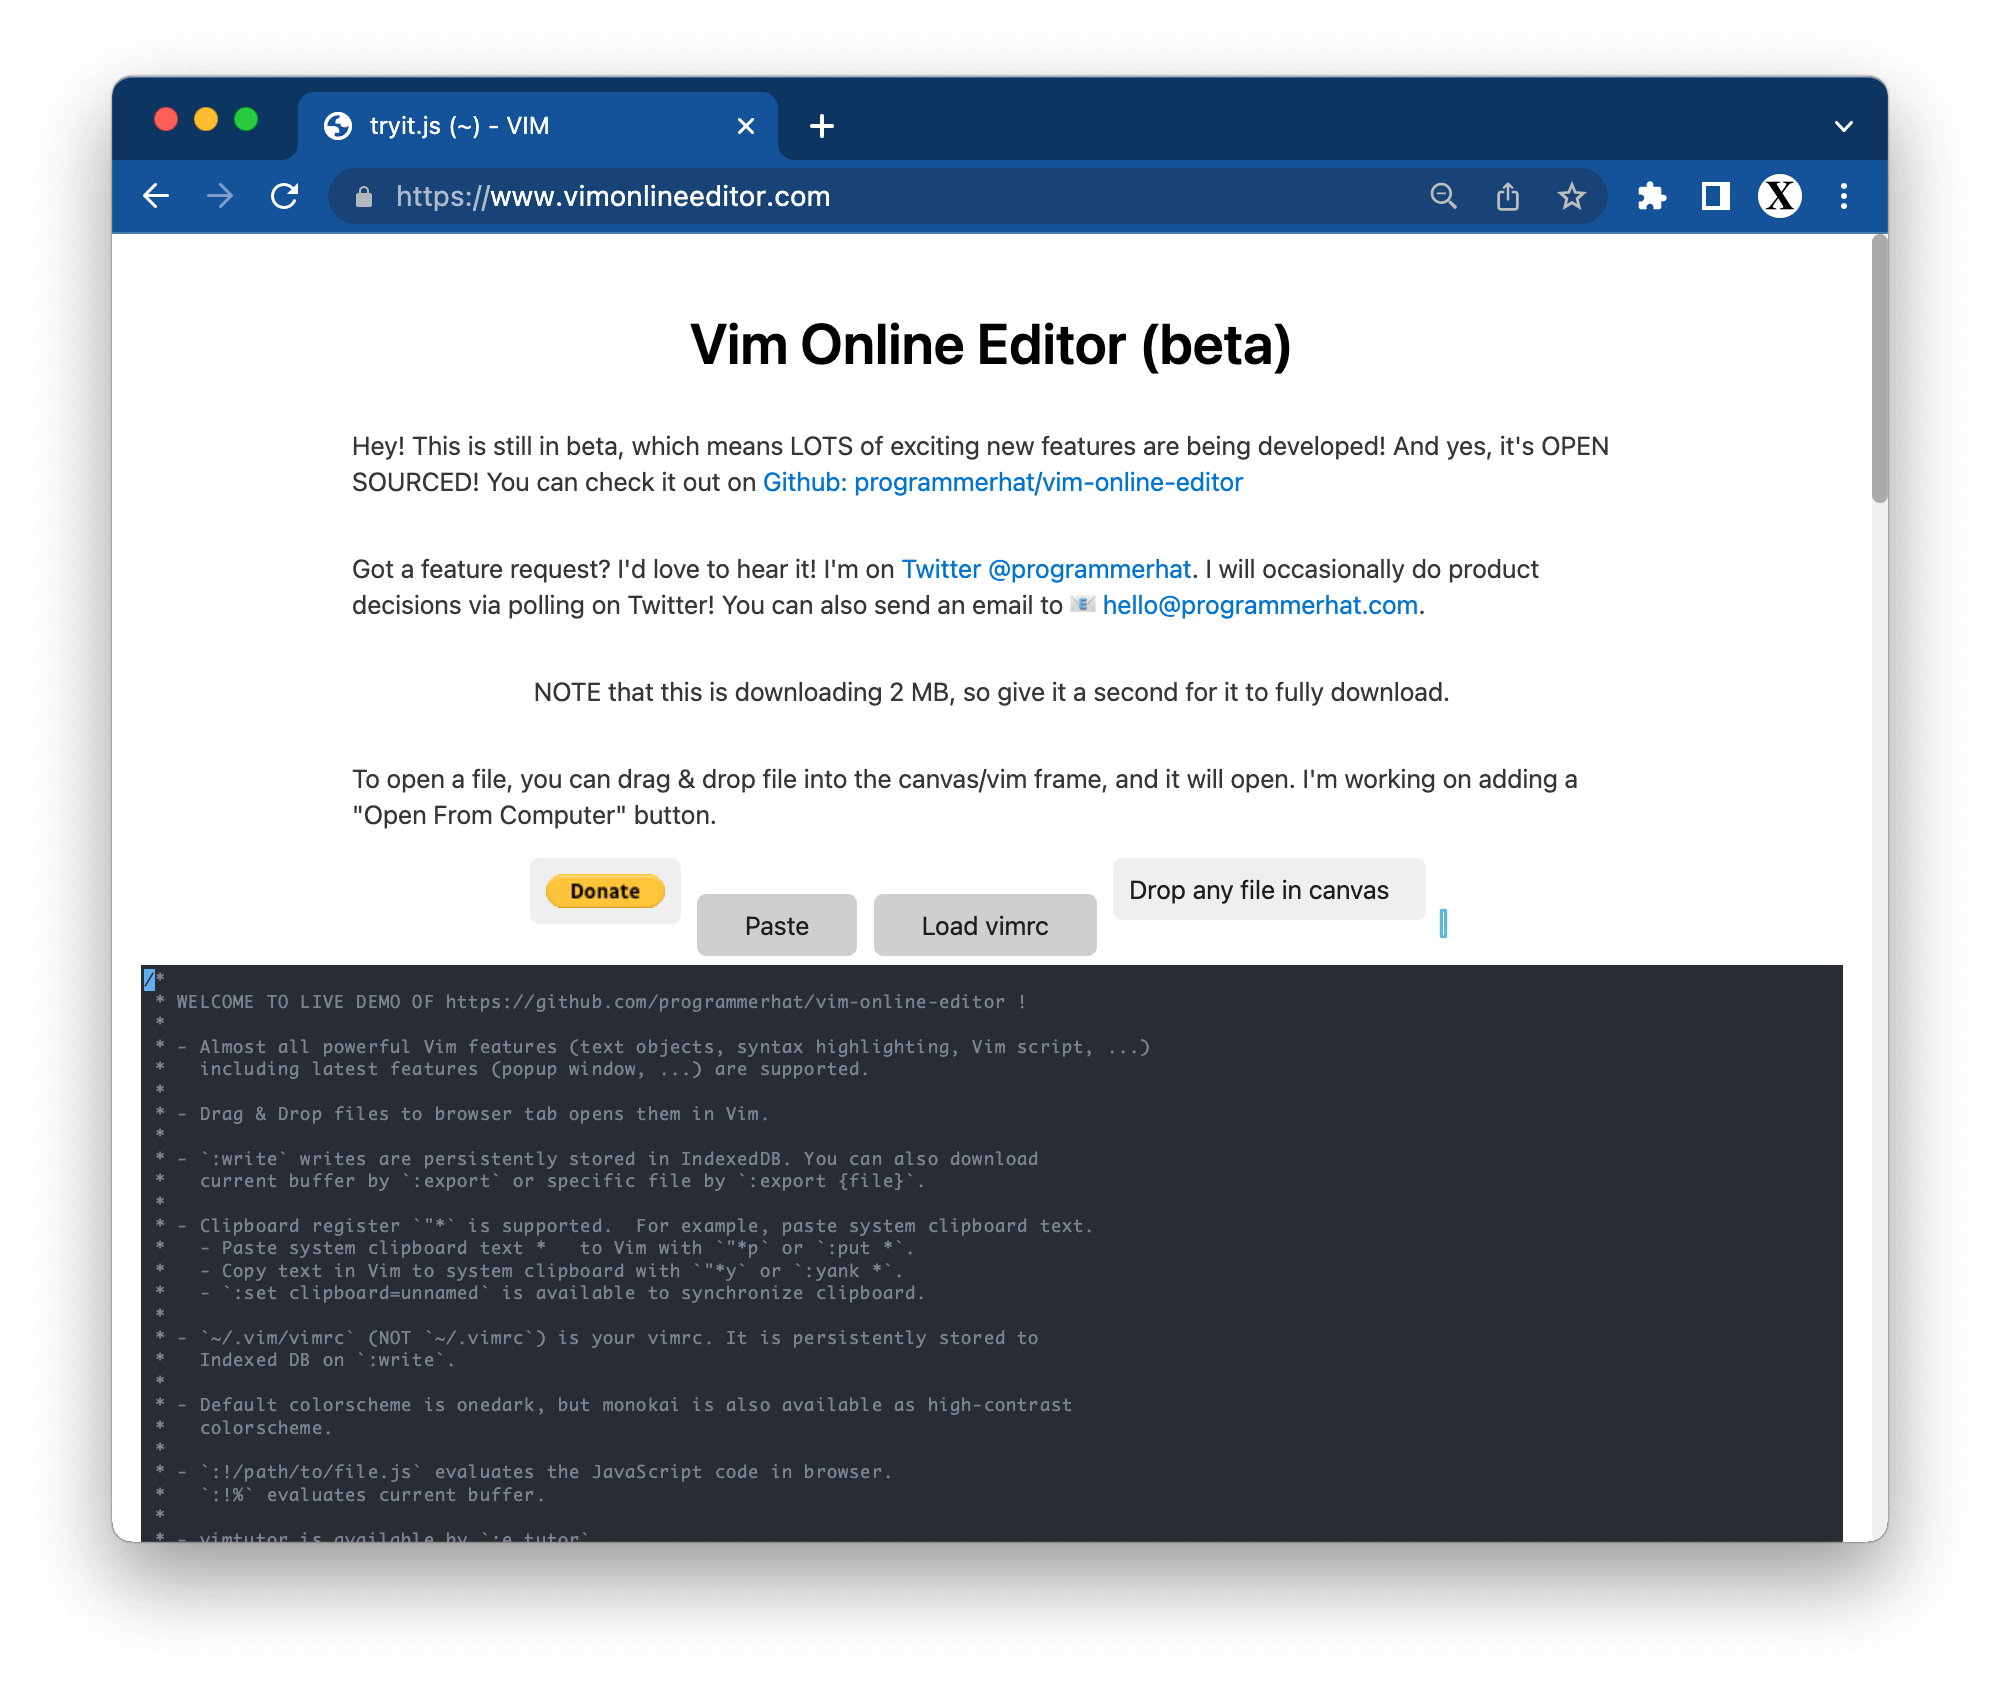 tryit.js (~) - VIM
https://www.vimonlineeditor.com
X
Vim Online Editor (beta)
Hey! This is still in beta, which means LOTS of exciting new features are being developed! And yes, it's OPEN
SOURCED! You can check it out on Github: programmerhat/vim-online-editor
Got a feature request? I'd love to hear it! I'm on Twitter @programmerhat. I will occasionally do product
decisions via polling on Twitter! You can also send an email to 📧 hello@programmerhat.com.
NOTE that this is downloading 2 MB, so give it a second for it to fully download.
To open a file, you can drag & drop file into the canvas/vim frame, and it will open. I'm working on adding a
"Open From Computer" button.
Donate
Paste
Load vimrc
Drop any file in canvas
/*
 * WELCOME TO LIVE DEMO OF https://github.com/programmerhat/vim-online-editor !
 *
 * - Almost all powerful Vim features (text objects, syntax highlighting, Vim script, ...)
 *   including latest features (popup window, ...) are supported.
 *
 * - Drag & Drop files to browser tab opens them in Vim.
 *
 * - `:write` writes are persistently stored in IndexedDB. You can also download
 *   current buffer by `:export` or specific file by `:export {file}`.
 *
 * - Clipboard register `"*` is supported.  For example, paste system clipboard text.
 *   - Paste system clipboard text *   to Vim with `"*p` or `:put *`.
 *   - Copy text in Vim to system clipboard with `"*y` or `:yank *`.
 *   - `:set clipboard=unnamed` is available to synchronize clipboard.
 *
 * - `~/.vim/vimrc` (NOT `~/.vimrc`) is your vimrc. It is persistently stored to
 *   Indexed DB on `:write`.
 *
 * - Default colorscheme is onedark, but monokai is also available as high-contrast
 *   colorscheme.
 *
 * - `:!/path/to/file.js` evaluates the JavaScript code in browser.
 *   `:!%` evaluates current buffer.
 *
 * - vimtutor is available by `:e tutor`